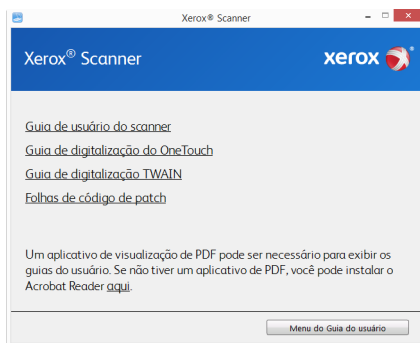 Xerox® Scanner
Xerox® Scanner
xerox
Guia de usuário do scanner
Guia de digitalização do OneTouch
Guia de digitalização TWAIN
Folhas de código de patch
Um aplicativo de visualização de PDF pode ser necessário para exibir os
guias do usuário. Se não tiver um aplicativo de PDF, você pode instalar o
Acrobat Reader aqui.
Menu do Guia do usuário